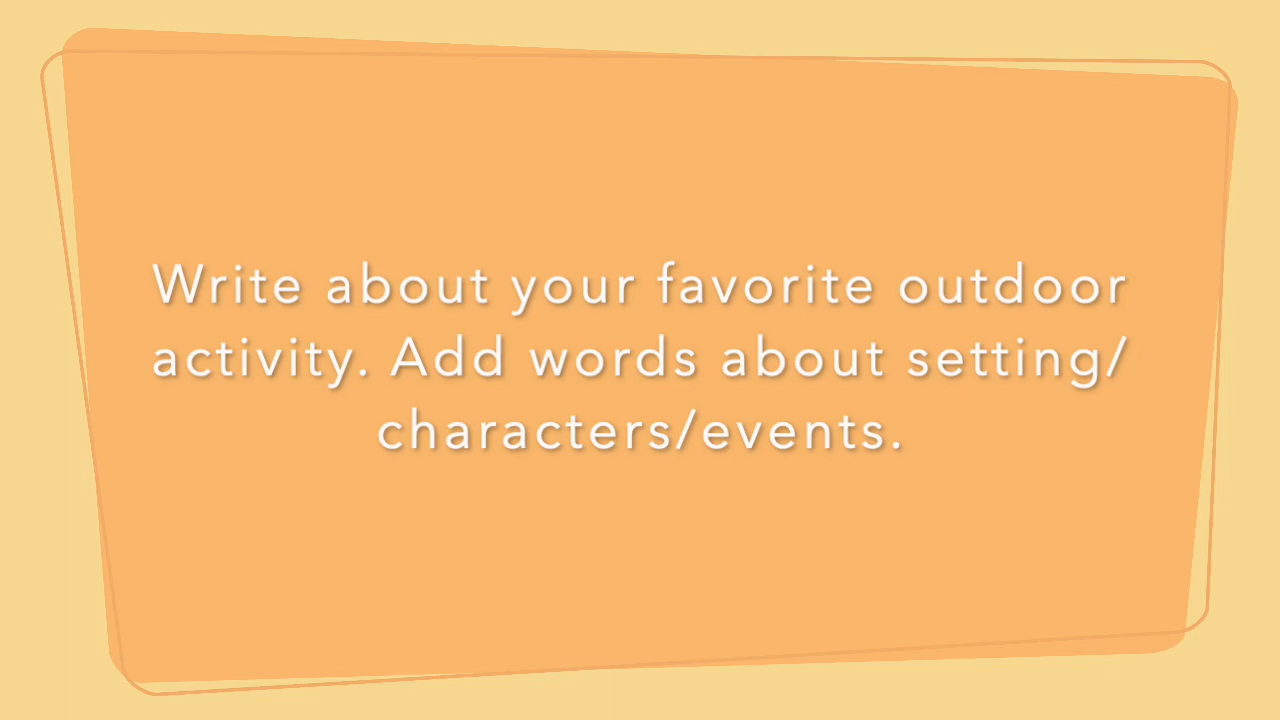 Write about your favorite outdoor
activity. Add words about setting/
characters/events.